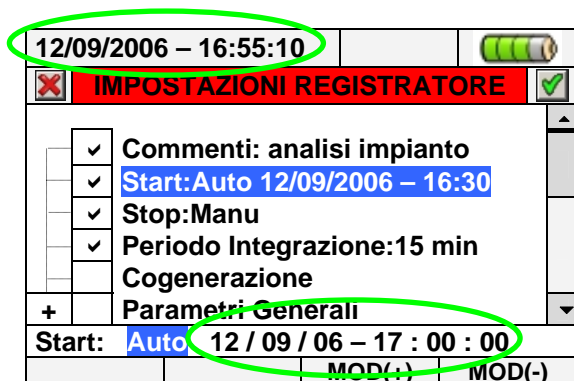 12/09/2006 – 16:55:10
IMPOSTAZIONI REGISTRATORE
Commenti: analisi impianto
Start:Auto 12/09/2006 – 16:30
Stop:Manu
Periodo Integrazione:15 min
Cogenerazione
+ Parametri Generali
Start: Auto 12 / 09 / 06 – 17 : 00 : 00
MOD(+) MOD(-)